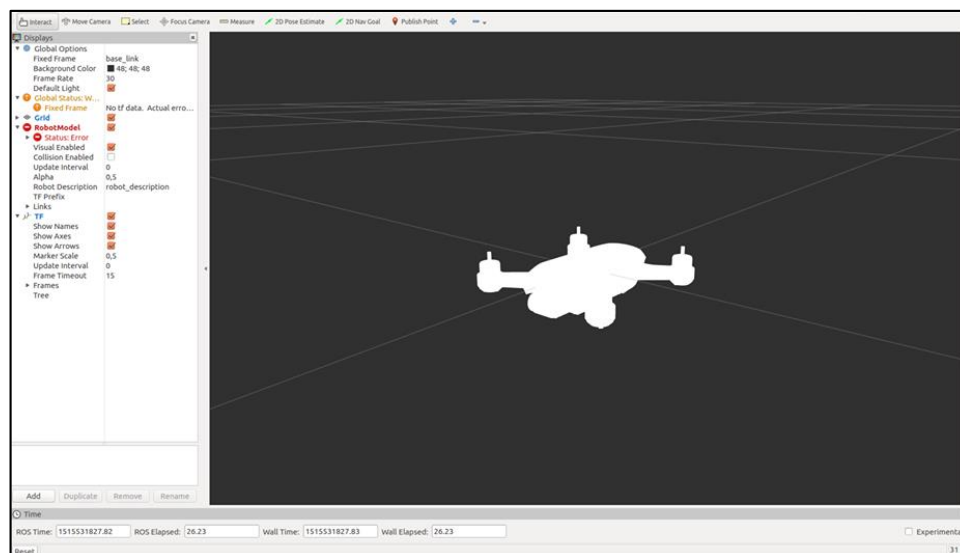 Interact Move Camera Select Focus Camera Measure 2D Pose Estimate 2D Nav Goal Publish Point
Displays
Global Options
Fixed Frame base_link
Background Color 48; 48; 48
Frame Rate 30
Default Light
Global Status: W...
Fixed Frame No tf data. Actual erro...
Grid
RobotModel
Status: Error
Visual Enabled
Collision Enabled
Update Interval 0
Alpha 0,5
Robot Description robot_description
TF Prefix
Links
TF
Show Names
Show Axes
Show Arrows
Marker Scale 0,5
Update Interval 0
Frame Timeout 15
Frames
Tree
Add Duplicate Remove Rename
Time
ROS Time: 1515531827.82 ROS Elapsed: 26.23 Wall Time: 1515531827.83 Wall Elapsed: 26.23 Experimenta
Reset 31